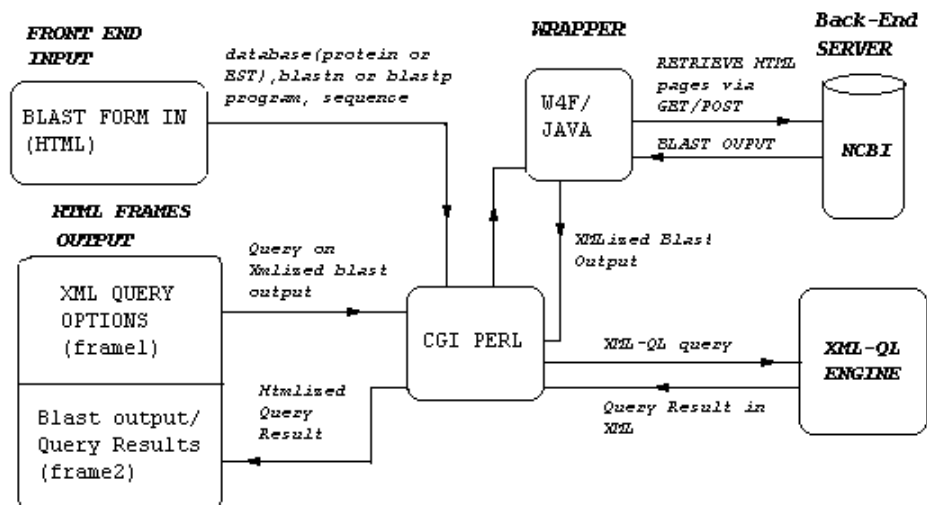 FRONT END
INPUT
BLAST FORM IN
(HTML)
database(protein or
EST),blastn or blastp
program, sequence
WRAPPER
W4F/
JAVA
Back-End
SERVER
RETRIEVE HTML
pages via
GET/POST
BLAST OUPUT
NCBI
HTML FRAMES
OUTPUT
XML QUERY
OPTIONS
(frame1)
Query on
Xmlized blast
output
XMLized Blast
Output
CGI PERL
XML-QL query
XML-QL
ENGINE
Query Result in
XML
Htmlized
Query
Result
Blast output/
Query Results
(frame2)